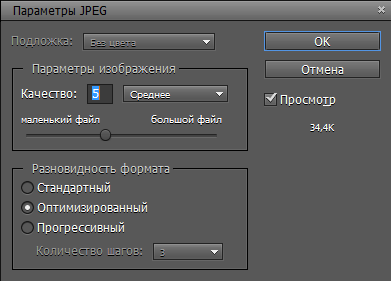 Параметры JPEG
Подложка: Без цвета
OK
Параметры изображения
Отмена
Качество: 5 Среднее
Просмотр
маленький файл большой файл
34,4K
Разновидность формата
Стандартный
Оптимизированный
Прогрессивный
Количество шагов: 3